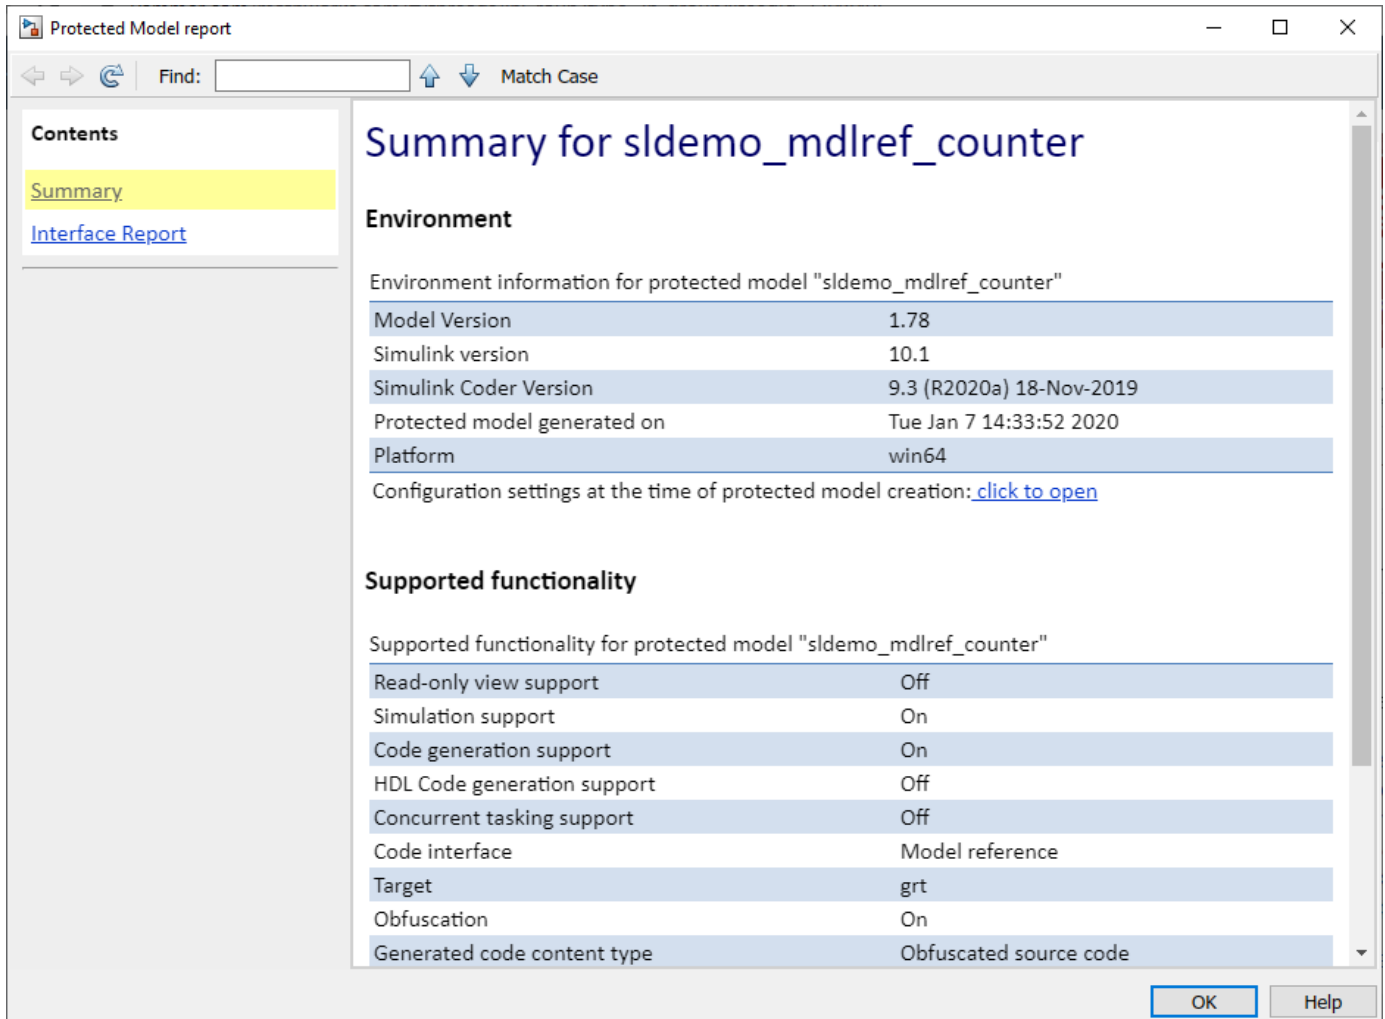 Protected Model report
Find: Match Case
Contents
Summary
Interface Report
Summary for sldemo_mdlref_counter
Environment
Environment information for protected model "sldemo_mdlref_counter"
Model Version 1.78
Simulink version 10.1
Simulink Coder Version 9.3 (R2020a) 18-Nov-2019
Protected model generated on Tue Jan 7 14:33:52 2020
Platform win64
Configuration settings at the time of protected model creation: click to open
Supported functionality
Supported functionality for protected model "sldemo_mdlref_counter"
Read-only view support Off
Simulation support On
Code generation support On
HDL Code generation support Off
Concurrent tasking support Off
Code interface Model reference
Target grt
Obfuscation On
Generated code content type Obfuscated source code
OK Help